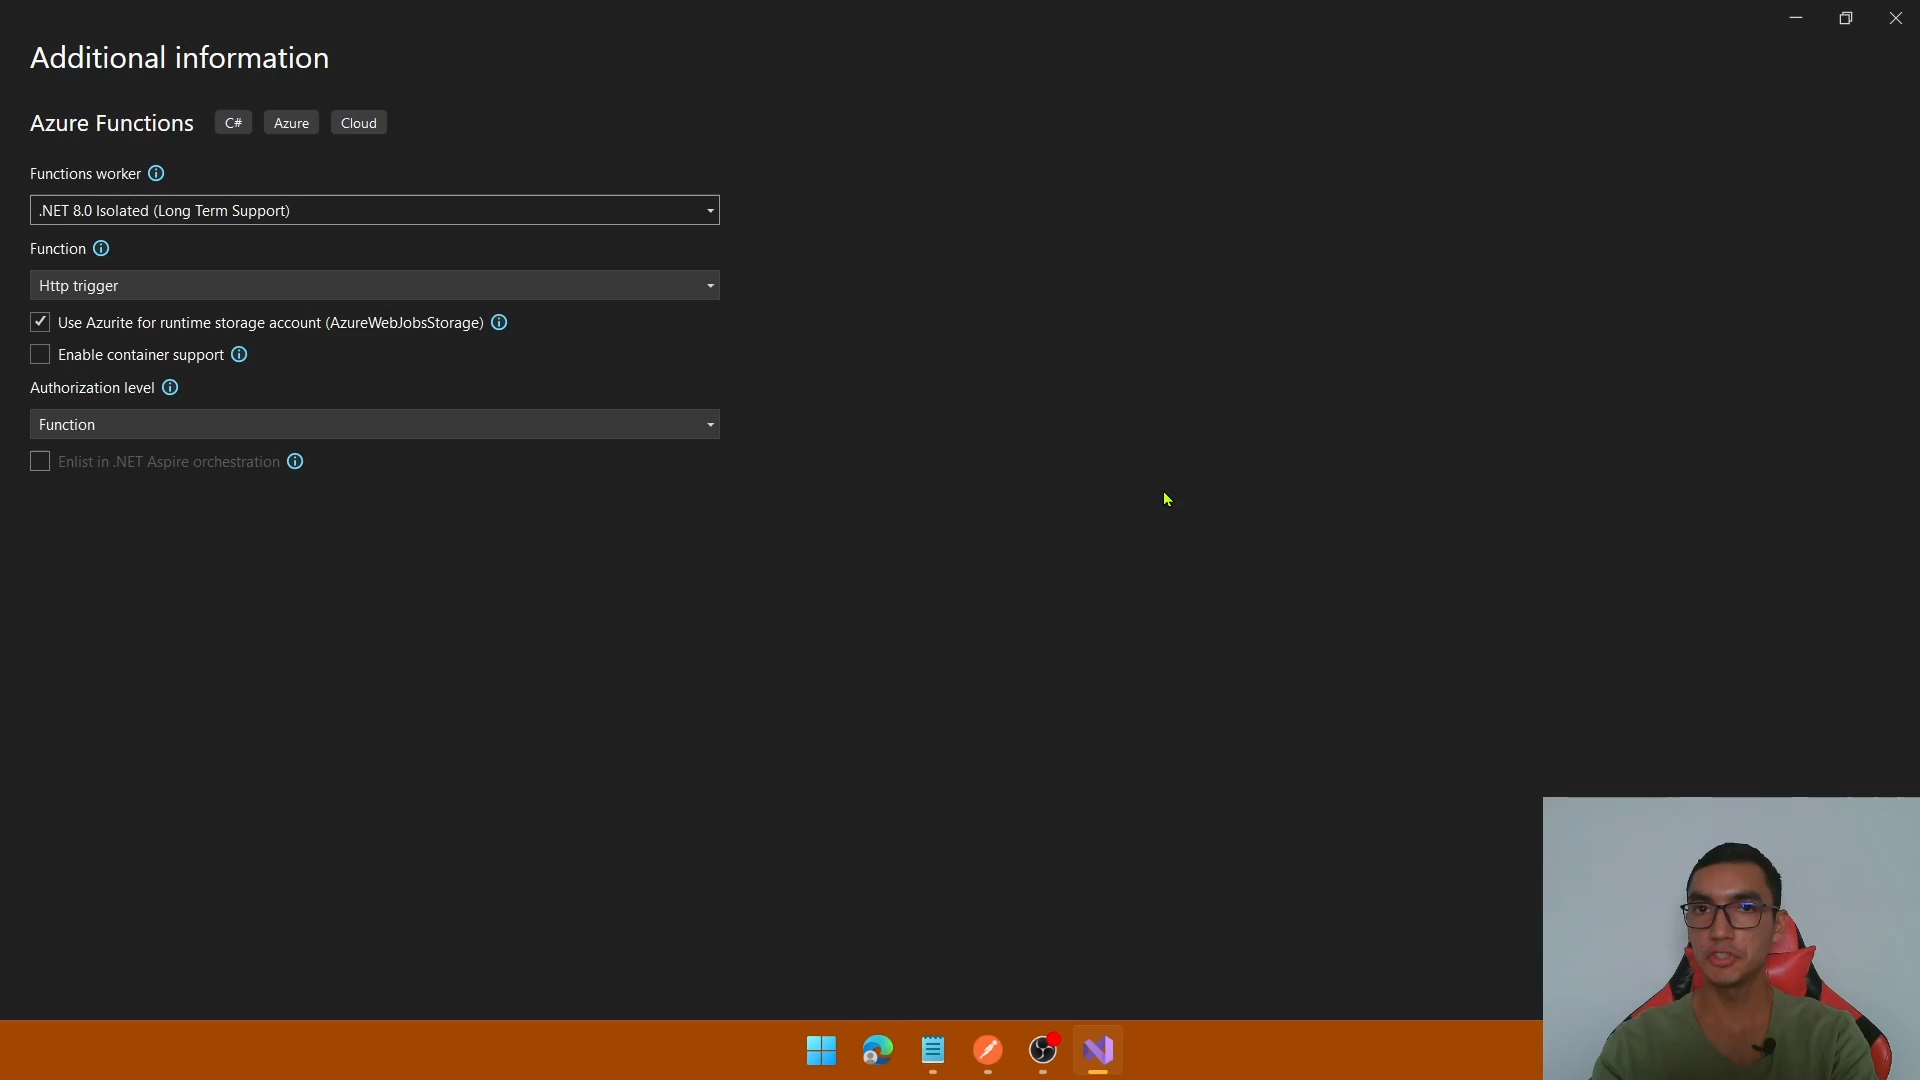 Additional information
Azure Functions C# Azure Cloud
Functions worker
.NET 8.0 Isolated (Long Term Support)
Function
Http trigger
Use Azurite for runtime storage account (AzureWebJobsStorage)
Enable container support
Authorization level
Function
Enlist in .NET Aspire orchestration